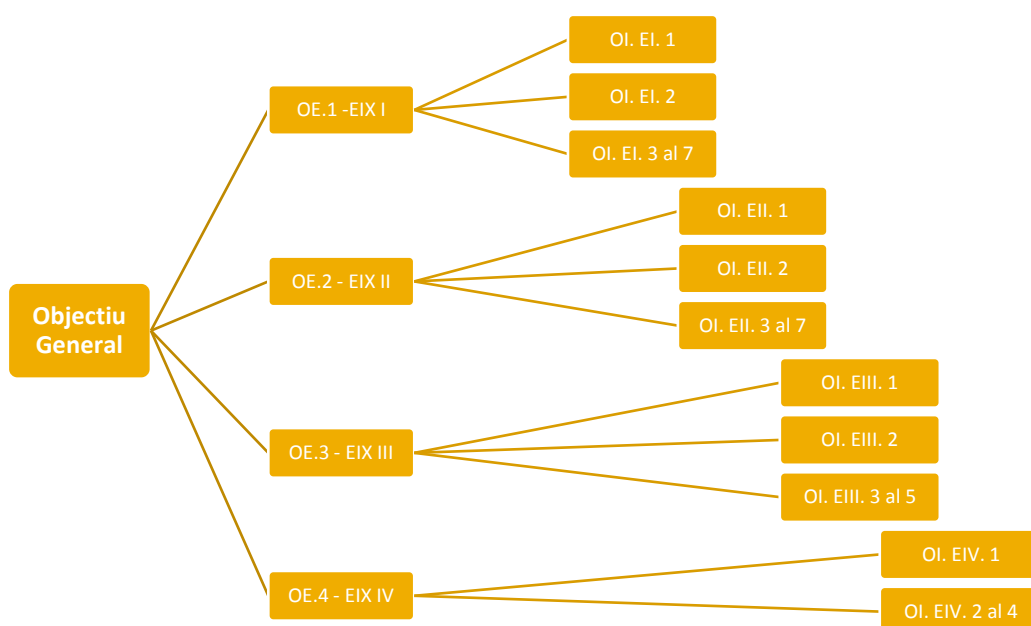 Objectiu
General
OE.1 -EIX I
OI. EI. 1
OI. EI. 2
OI. EI. 3 al 7
OE.2 - EIX II
OI. EII. 1
OI. EII. 2
OI. EII. 3 al 7
OE.3 - EIX III
OI. EIII. 1
OI. EIII. 2
OI. EIII. 3 al 5
OE.4 - EIX IV
OI. EIV. 1
OI. EIV. 2 al 4